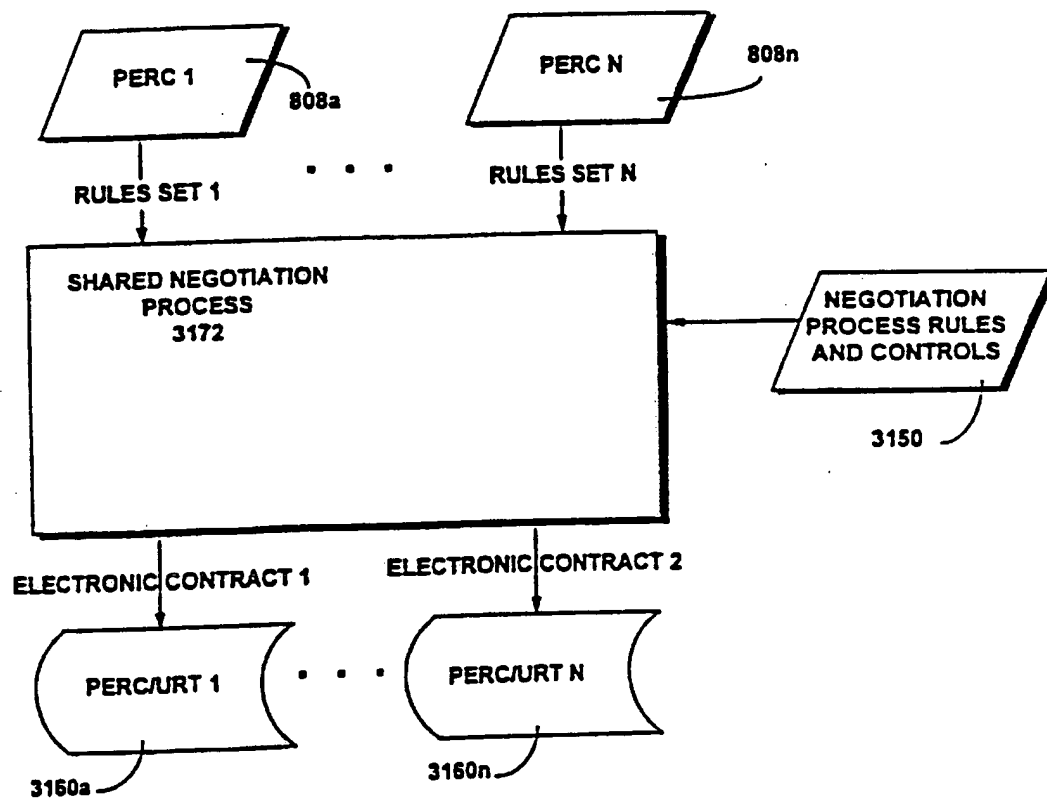 PERC 1
808a
PERC N
808n
RULES SET 1
RULES SET N
SHARED NEGOTIATION
PROCESS
3172
NEGOTIATION
PROCESS RULES
AND CONTROLS
3150
ELECTRONIC CONTRACT 1
ELECTRONIC CONTRACT 2
PERC/URT 1
PERC/URT N
3160a
3160n